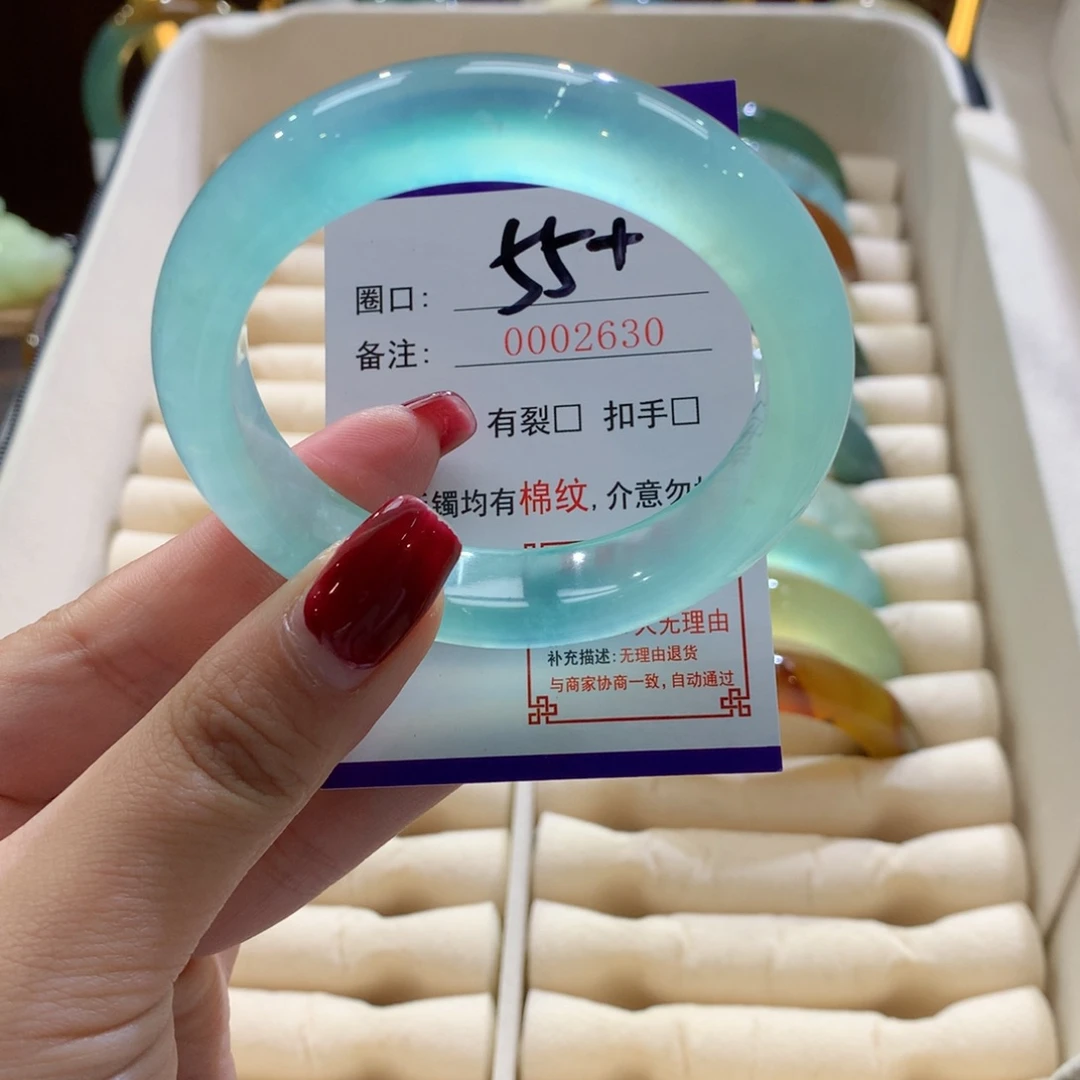 圈口: 55+
备注: 0002630
有裂□ 扣手□
镯均有棉纹, 介意勿
无理由
补充描述: 无理由退货
与商家协商一致, 自动通过